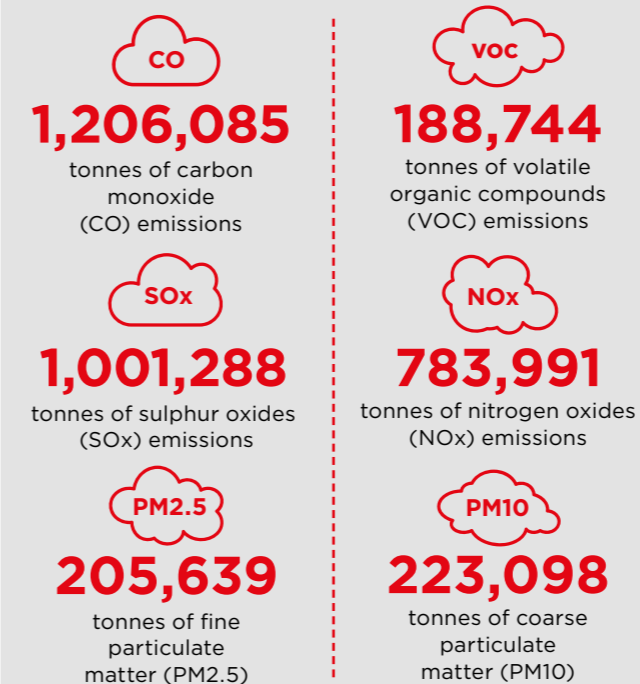 CO
1,206,085
tonnes of carbon
monoxide
(CO) emissions
VOC
188,744
tonnes of volatile
organic compounds
(VOC) emissions
SOx
1,001,288
tonnes of sulphur oxides
(SOx) emissions
NOx
783,991
tonnes of nitrogen oxides
(NOx) emissions
PM2.5
205,639
tonnes of fine
particulate
matter (PM2.5)
PM10
223,098
tonnes of coarse
particulate
matter (PM10)